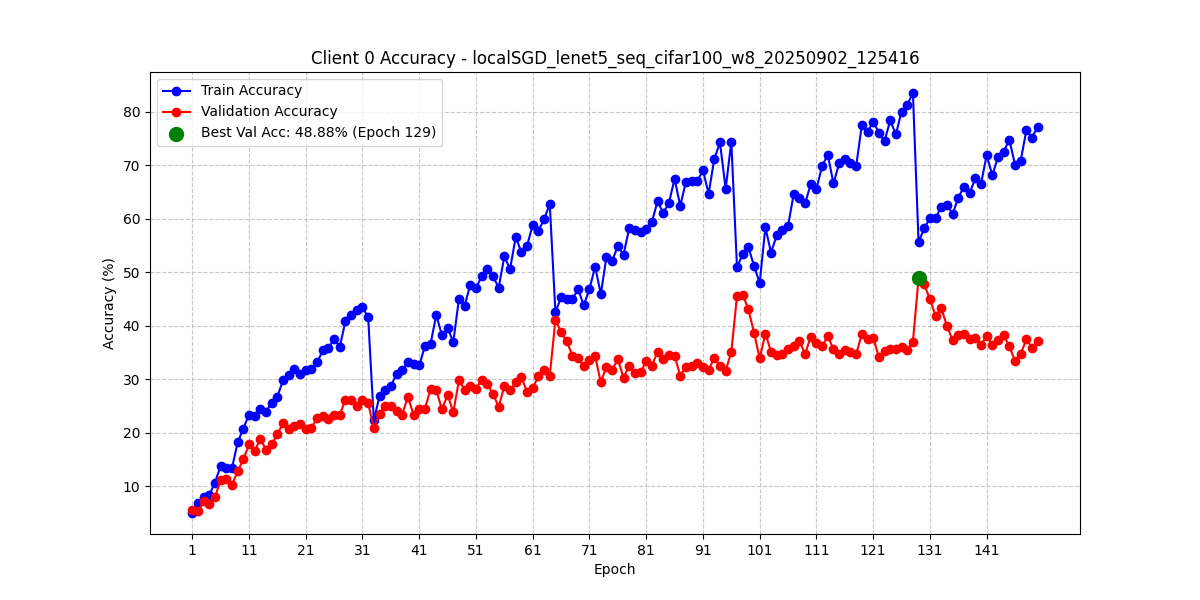 Client 0 Accuracy - localSGD_lenet5_seq_cifar100_w8_20250902_125416
Train Accuracy
Validation Accuracy
Best Val Acc: 48.88% (Epoch 129)
Accuracy (%)
80
70
60
50
40
30
20
10
1 11 21 31 41 51 61 71 81 91 101 111 121 131 141
Epoch